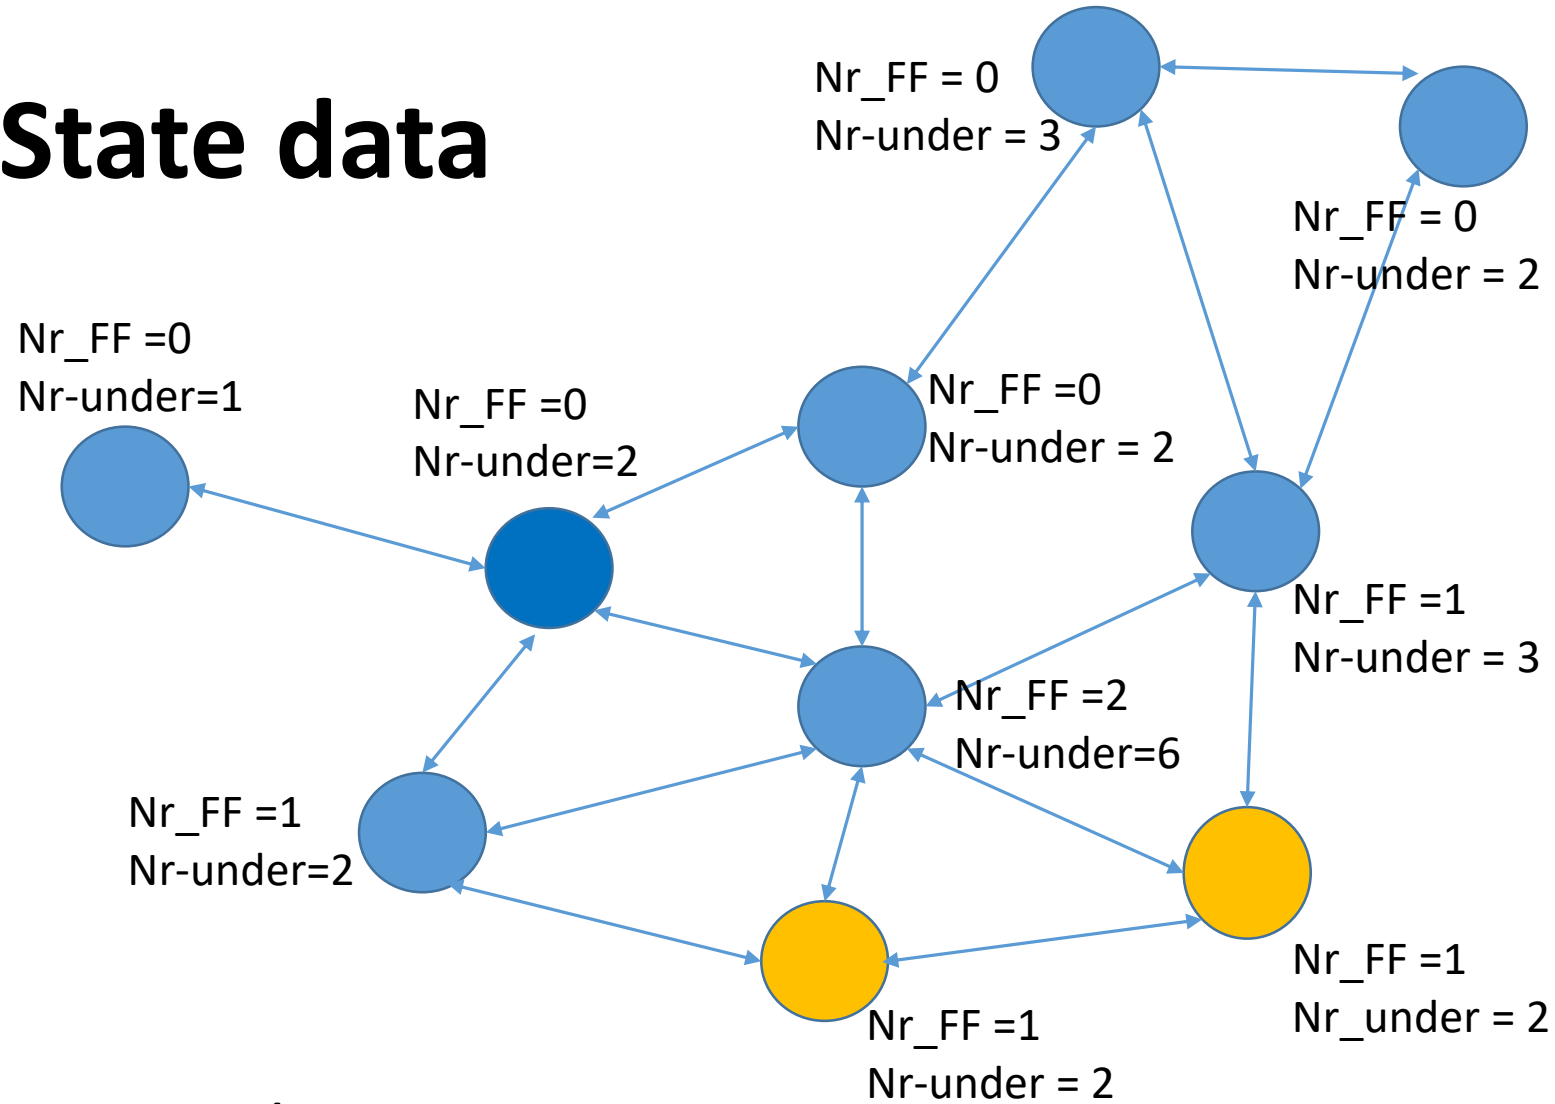 State data
Nr_FF = 0
Nr-under = 3
Nr_FF = 0
Nr-under = 2
Nr_FF =0
Nr-under=1
Nr_FF =0
Nr-under=2
Nr_FF =0
Nr-under = 2
Nr_FF =1
Nr-under = 3
Nr_FF =2
Nr-under=6
Nr_FF =1
Nr-under=2
Nr_FF =1
Nr_under = 2
Nr_FF =1
Nr-under = 2